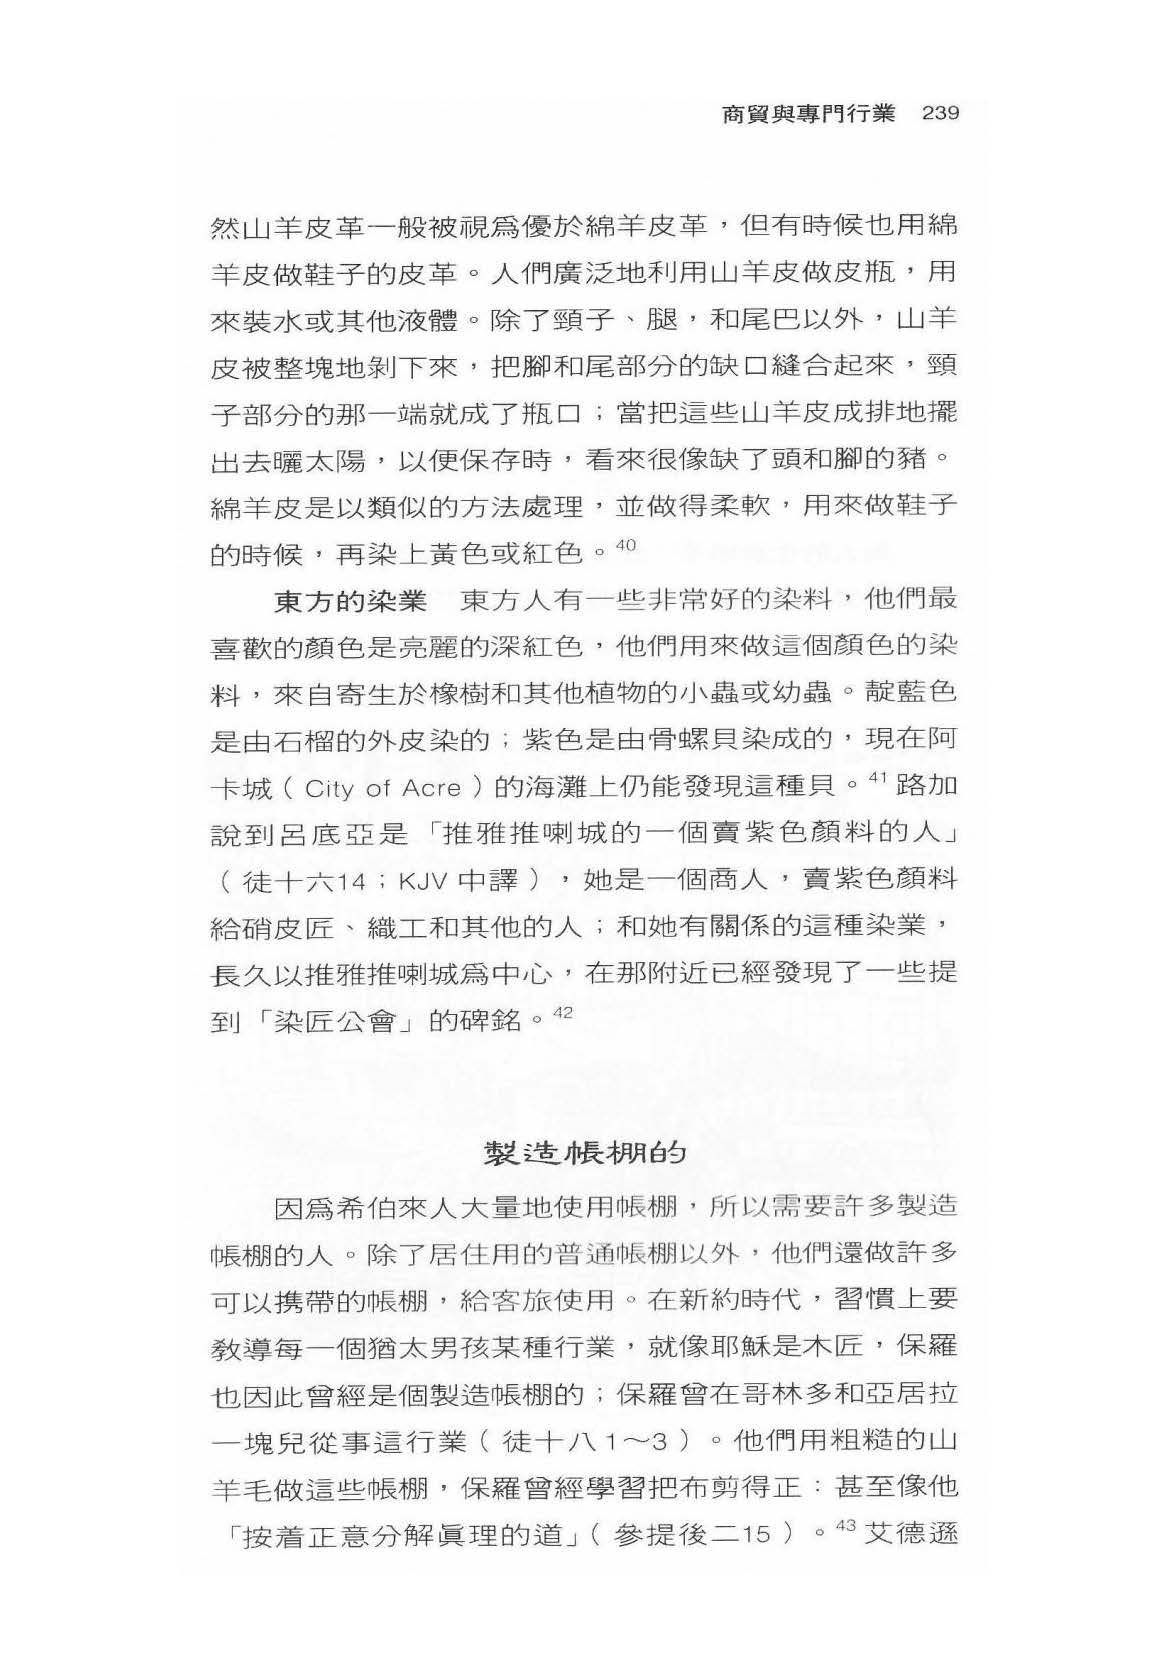 商貿與專門行業 239
然山羊皮革一般被視爲優於綿羊皮革，但有時候也用綿
羊皮做鞋子的皮革。人們廣泛地利用山羊皮做皮瓶，用
來裝水或其他液體。除了頸子、腿，和尾巴以外，山羊
皮被整塊地剝下來，把腳和尾部分的缺口縫合起來，頸
子部分的那一端就成了瓶口；當把這些山羊皮成排地擺
出去曬太陽，以便保存時，看來很像缺了頭和腳的豬。
綿羊皮是以類似的方法處理，並做得柔軟，用來做鞋子
的時候，再染上黃色或紅色。40
東方的染業　東方人有一些非常好的染料，他們最
喜歡的顏色是亮麗的深紅色，他們用來做這個顏色的染
料，來自寄生於橡樹和其他植物的小蟲或幼蟲。靛藍色
是由石榴的外皮染的；紫色是由骨螺貝染成的，現在阿
卡城（City of Acre）的海灘上仍能發現這種貝。41路加
說到呂底亞是「推雅推喇城的一個賣紫色顏料的人」
（徒十六14；KJV 中譯），她是一個商人，賣紫色顏料
給硝皮匠、織工和其他的人；和她有關係的這種染業，
長久以推雅推喇城爲中心，在那附近已經發現了一些提
到「染匠公會」的碑銘。42
製造帳棚的
因爲希伯來人大量地使用帳棚，所以需要許多製造
帳棚的人。除了居住用的普通帳棚以外，他們還做許多
可以携帶的帳棚，給客旅使用。在新約時代，習慣上要
教導每一個猶太男孩某種行業，就像耶穌是木匠，保羅
也因此曾經是個製造帳棚的；保羅曾在哥林多和亞居拉
一塊兒從事這行業（徒十八1～3）。他們用粗糙的山
羊毛做這些帳棚，保羅曾經學習把布剪得正：甚至像他
「按着正意分解眞理的道」（參提後二15）。43艾德遜